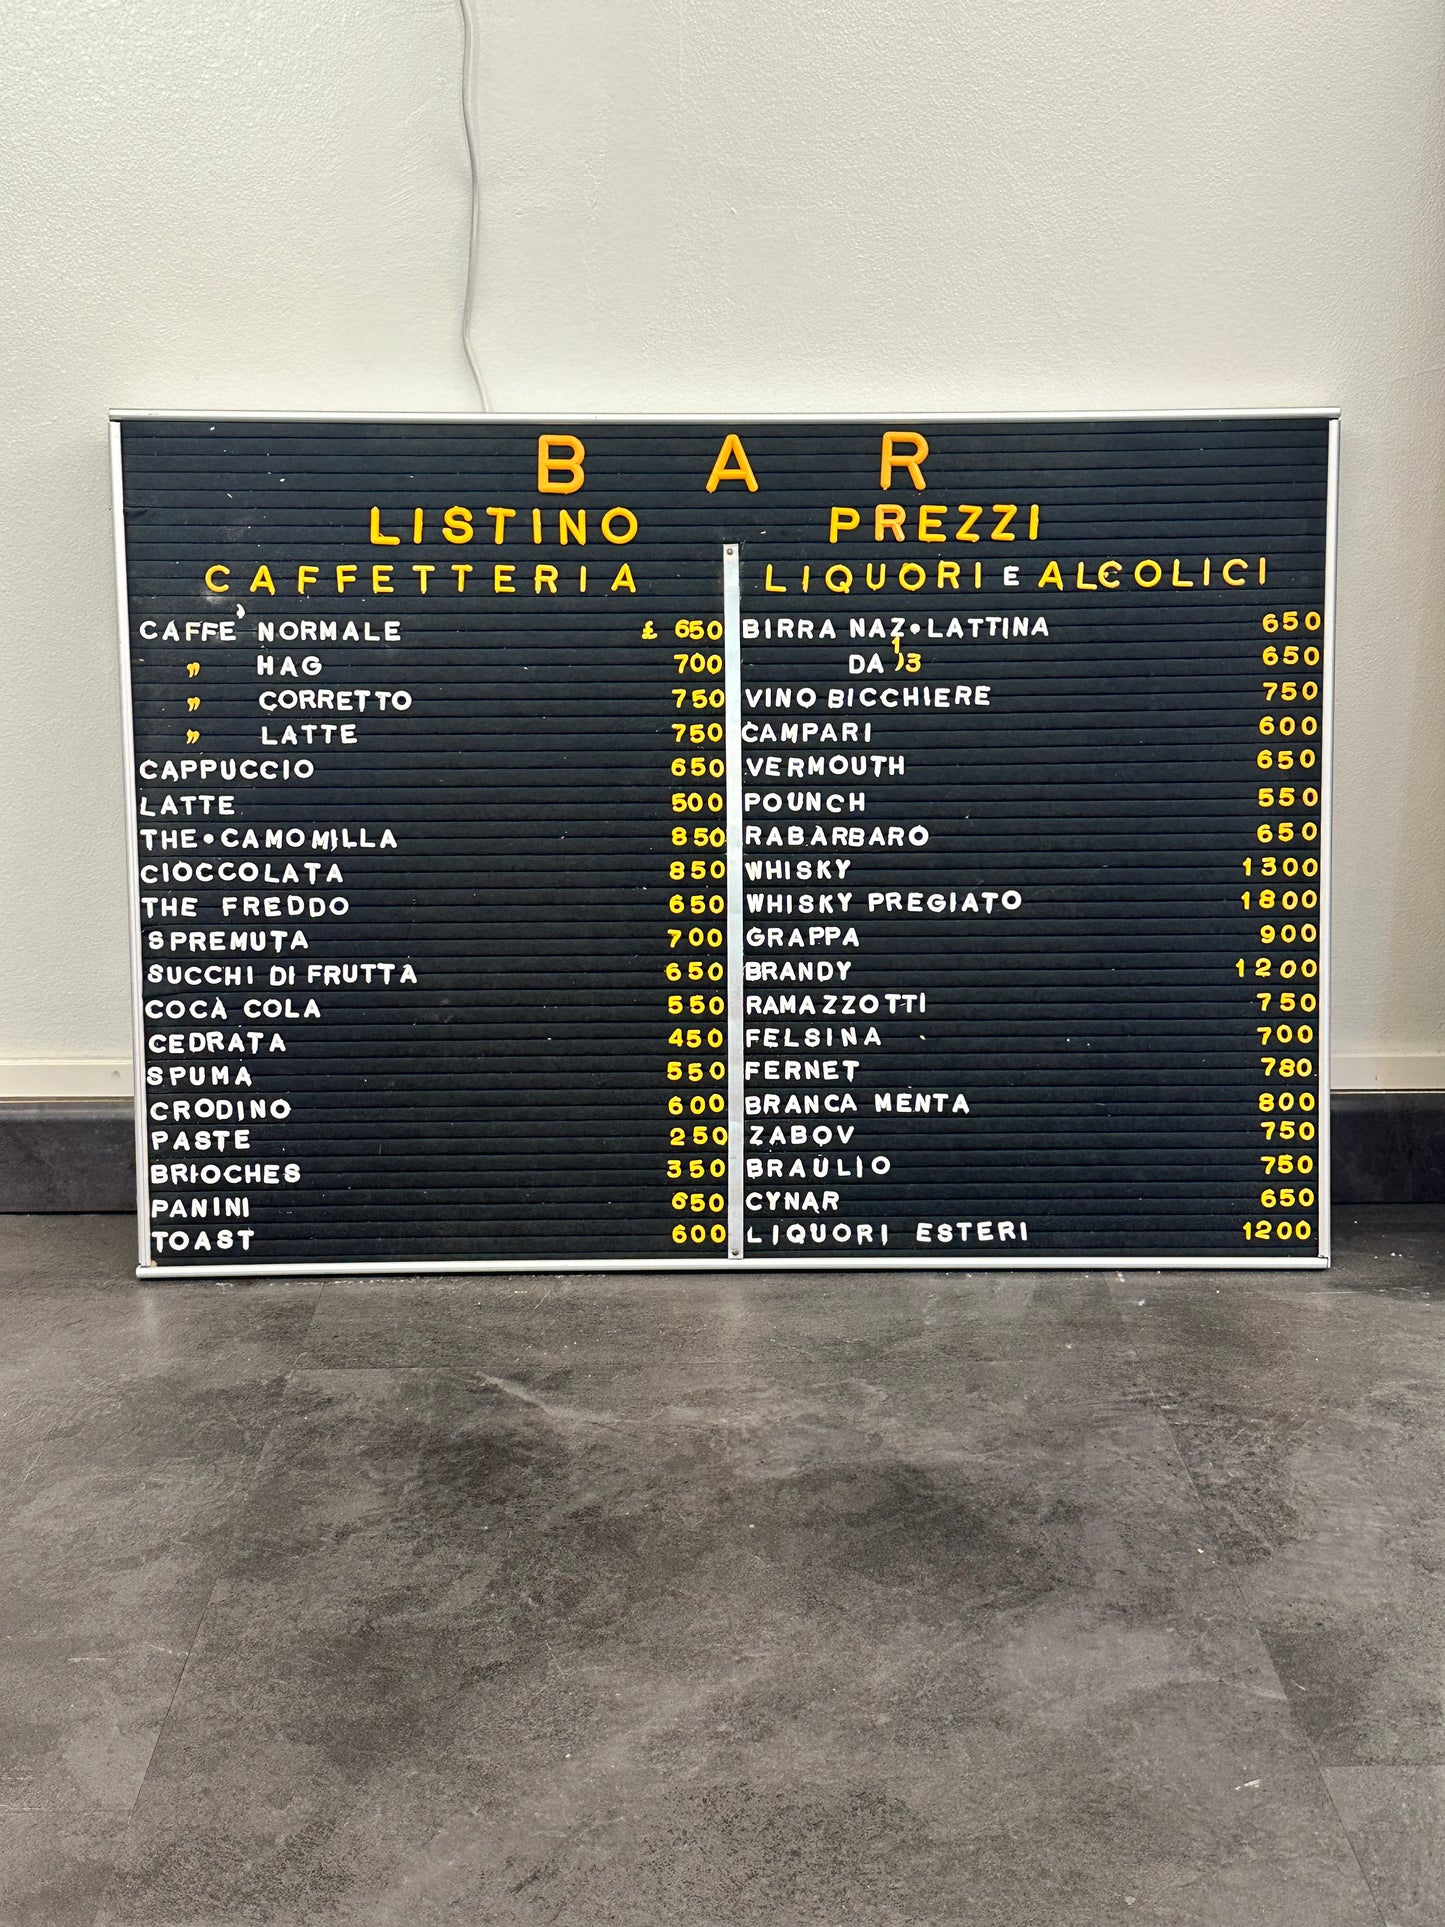 BAR
LISTINO PREZZI
CAFFETTERIA
CAFFE' NORMALE £ 650
" HAG 700
" CORRETTO 750
" LATTE 750
CAPPUCCIO 650
LATTE 500
THE•CAMOMILLA 850
CIOCCOLATA 850
THE FREDDO 650
SPREMUTA 700
SUCCHI DI FRUTTA 650
COCA COLA 550
CEDRATA 450
SPUMA 550
CRODINO 600
PASTE 250
BRIOCHES 350
PANINI 650
TOAST 600
LIQUORI E ALCOLICI
BIRRA NAZ•LATTINA 650
DA 1/3 650
VINO BICCHIERE 750
CAMPARI 600
VERMOUTH 650
POUNCH 550
RABARBARO 650
WHISKY 1300
WHISKY PREGIATO 1800
GRAPPA 900
BRANDY 1200
RAMAZZOTTI 750
FELSINA 700
FERNET 780
BRANCA MENTA 800
ZABOV 750
BRAULIO 750
CYNAR 650
LIQUORI ESTERI 1200